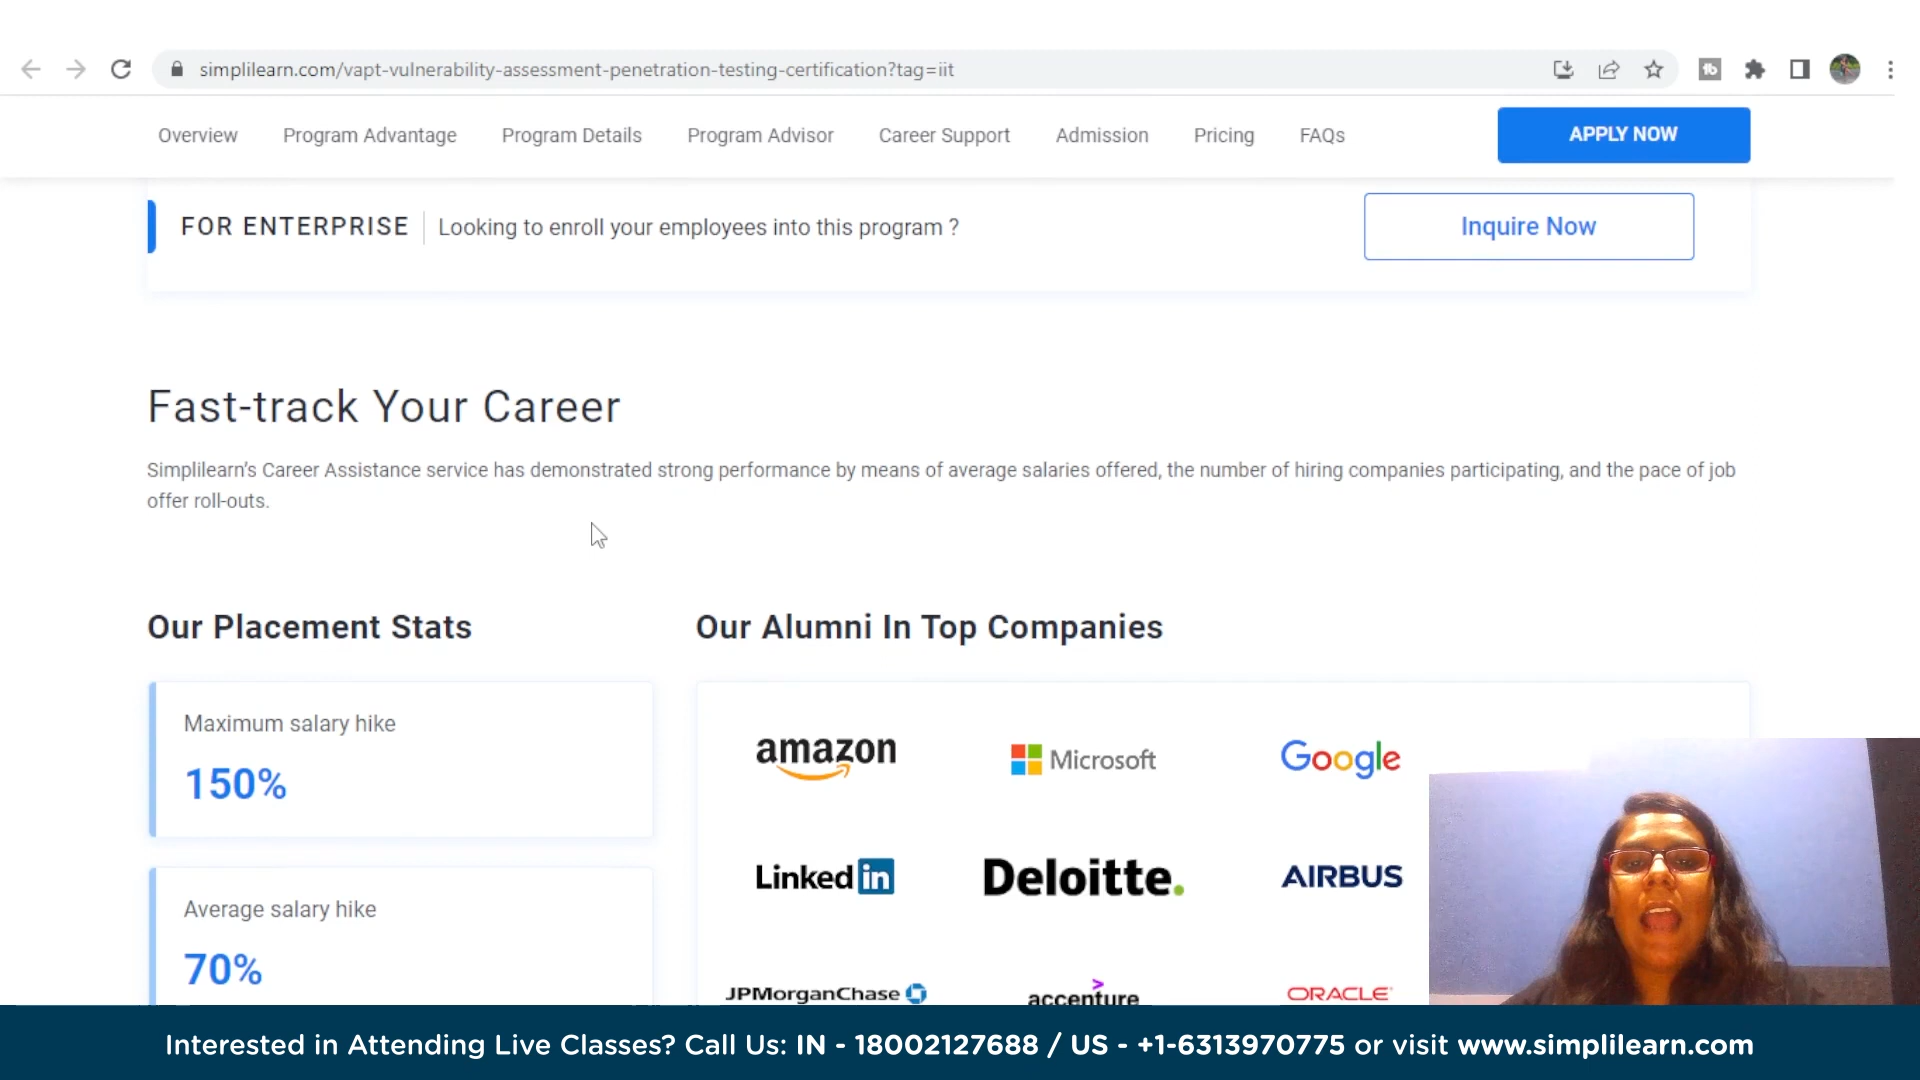 simplilearn.com/vapt-vulnerability-assessment-penetration-testing-certification?tag=iit
Overview Program Advantage Program Details Program Advisor Career Support Admission Pricing FAQs APPLY NOW
FOR ENTERPRISE Looking to enroll your employees into this program ? Inquire Now
Fast-track Your Career
Simplilearn's Career Assistance service has demonstrated strong performance by means of average salaries offered, the number of hiring companies participating, and the pace of job
offer roll-outs.
Our Placement Stats
Maximum salary hike
150%
Average salary hike
70%
Our Alumni In Top Companies
amazon Microsoft Google
Linked in Deloitte. AIRBUS
JPMorganChase accenture ORACLE
Interested in Attending Live Classes? Call Us: IN - 18002127688 / US - +1-6313970775 or visit www.simplilearn.com